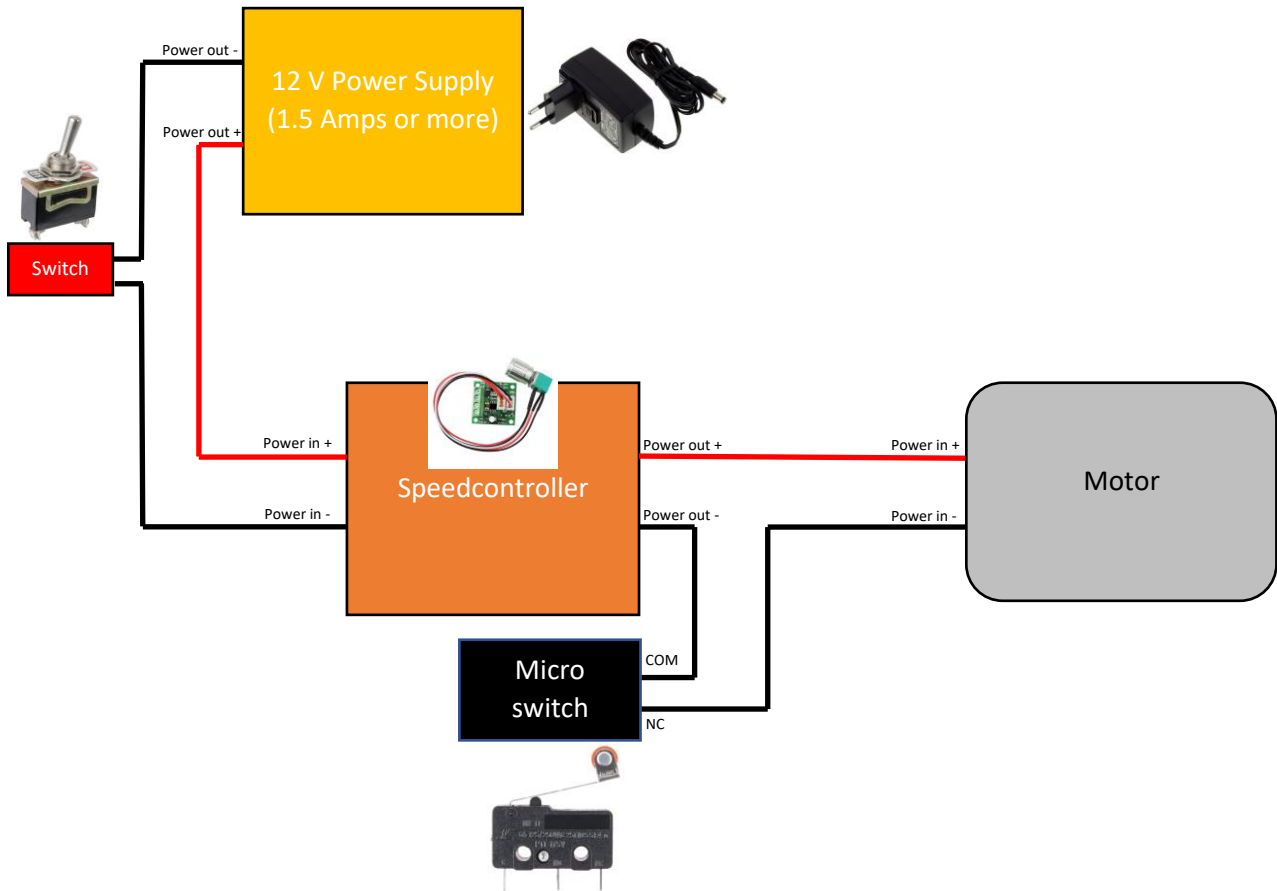 Power out -
12 V Power Supply
(1.5 Amps or more)
Power out +
Switch
Power in +
Power out +
Power in +
Speedcontroller
Motor
Power in -
Power out -
Power in -
COM
Micro
switch
NC